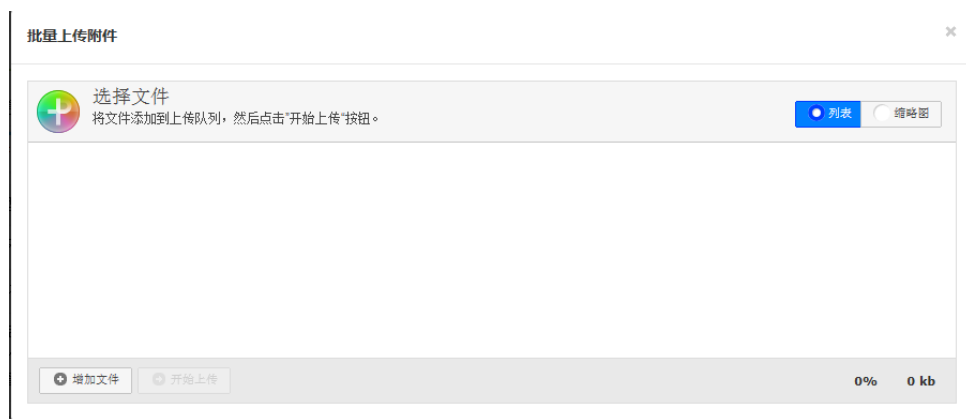 批量上传附件
选择文件
将文件添加到上传队列，然后点击"开始上传"按钮。
列表 缩略图
增加文件 开始上传 0% 0 kb